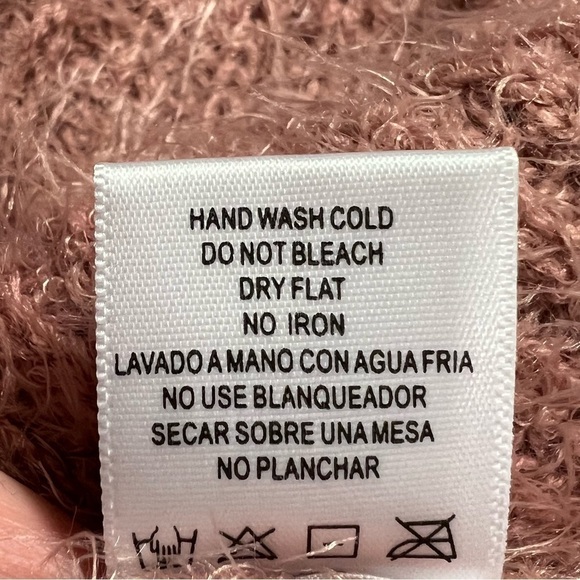 HAND WASH COLD
DO NOT BLEACH
DRY FLAT
NO IRON
LAVADO A MANO CON AGUA FRIA
NO USE BLANQUEADOR
SECAR SOBRE UNA MESA
NO PLANCHAR